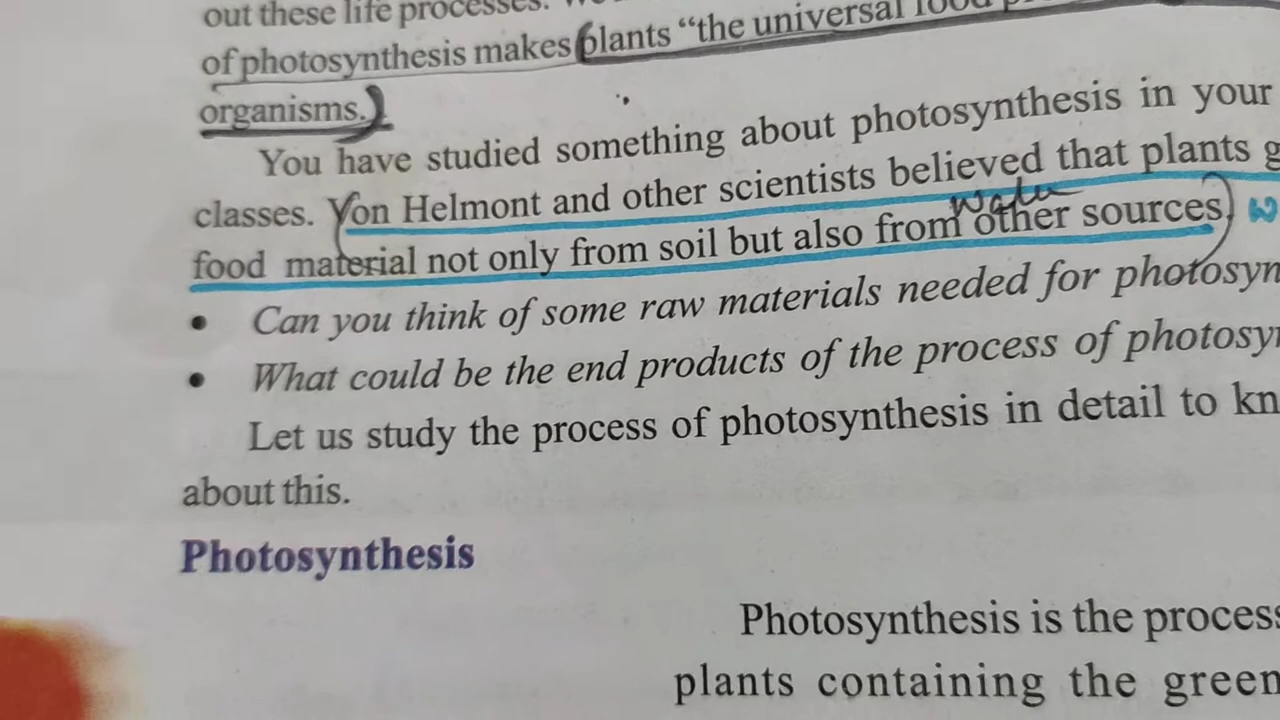 out these life processes.
of photosynthesis makes plants “the universal food
organisms.
You have studied something about photosynthesis in your
classes. Von Helmont and other scientists believed that plants g
water
food material not only from soil but also from other sources.
• Can you think of some raw materials needed for photosyn
• What could be the end products of the process of photosy
Let us study the process of photosynthesis in detail to kn
about this.
Photosynthesis
Photosynthesis is the process
plants containing the green